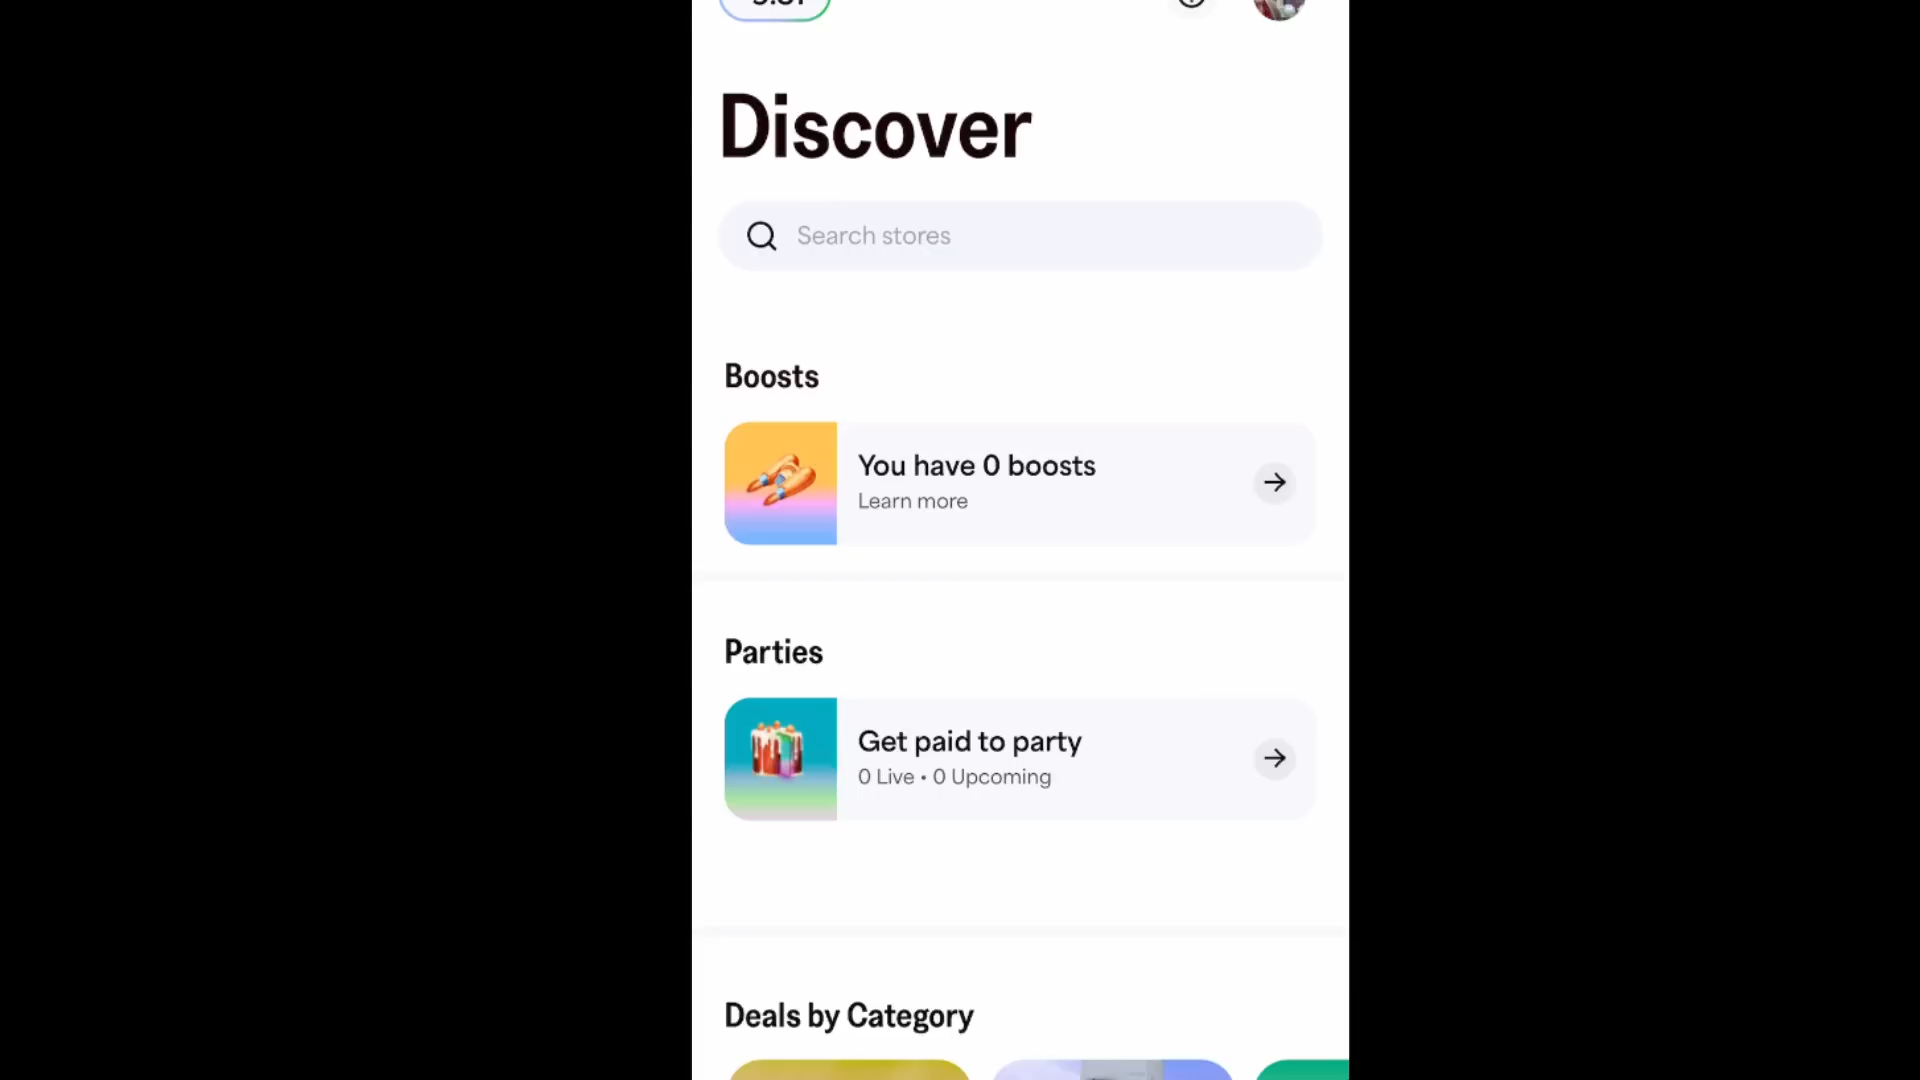 Discover
Search stores
Boosts
You have 0 boosts
Learn more
Parties
Get paid to party
0 Live • 0 Upcoming
Deals by Category